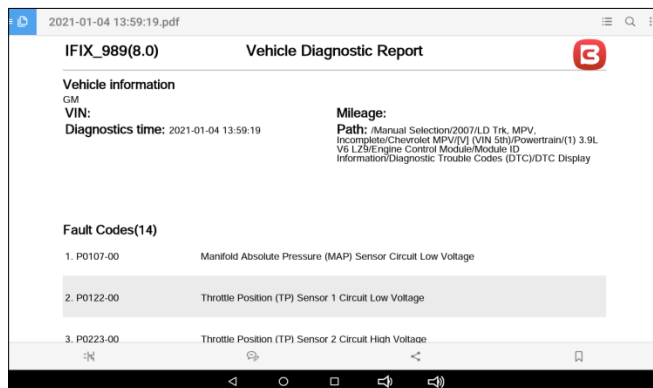 2021-01-04 13:59:19.pdf
IFIX_989(8.0)
Vehicle Diagnostic Report
Vehicle information
GM
VIN:
Mileage:
Diagnostics time: 2021-01-04 13:59:19
Path: /Manual Selection/2007/LD Trk, MPV,
Incomplete/Chevrolet MPV/[V] (VIN 5th)/Powertrain/(1) 3.9L
V6 LZ9/Engine Control Module/Module ID
Information/Diagnostic Trouble Codes (DTC)/DTC Display
Fault Codes(14)
1. P0107-00 Manifold Absolute Pressure (MAP) Sensor Circuit Low Voltage
2. P0122-00 Throttle Position (TP) Sensor 1 Circuit Low Voltage
3. P0223-00 Throttle Position (TP) Sensor 2 Circuit High Voltage